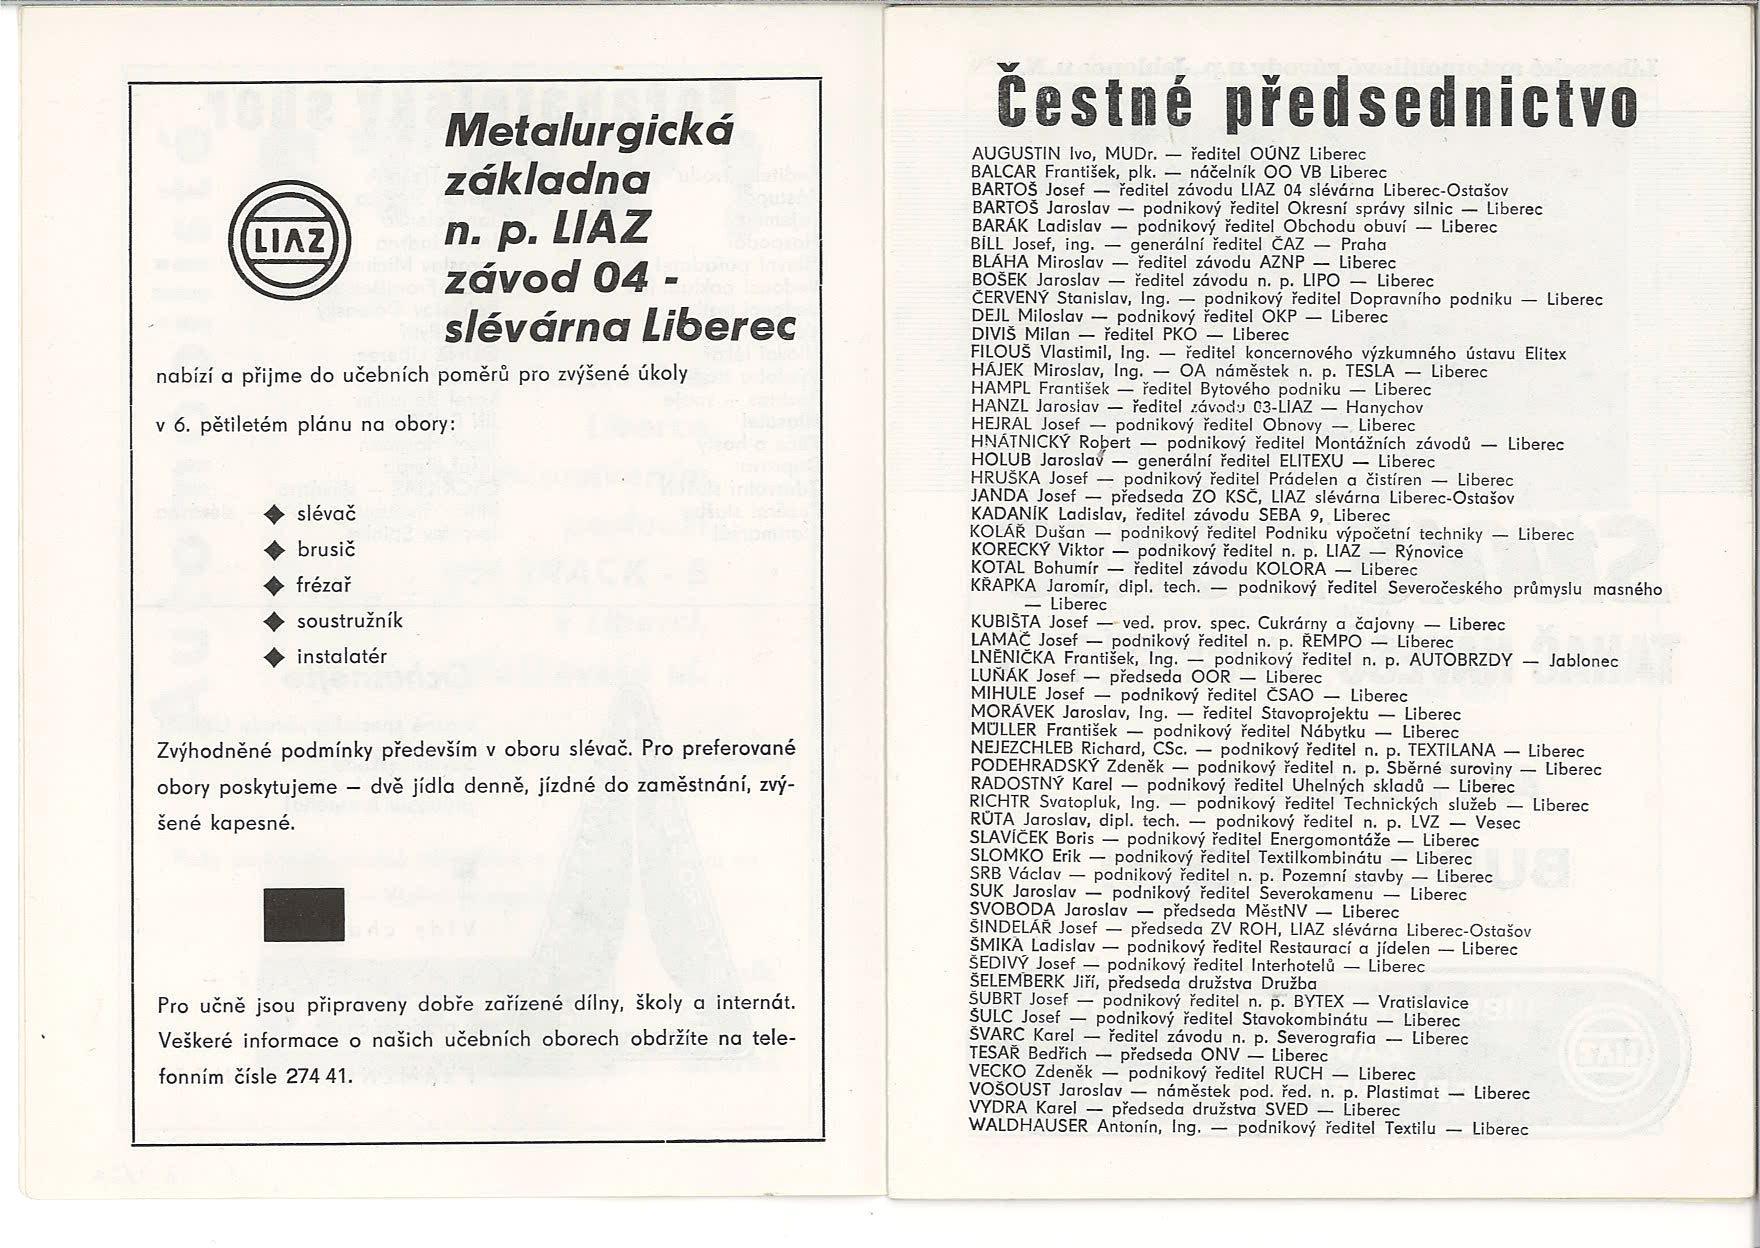 Metalurgická
základna
n. p. LIAZ
závod 04 -
slévárna Liberec
LIAZ
nabízí a přijme do učebních poměrů pro zvýšené úkoly
v 6. pětiletém plánu na obory:
◆ slévač
◆ brusič
◆ frézař
◆ soustružník
◆ instalatér
Zvýhodněné podmínky především v oboru slévač. Pro preferované
obory poskytujeme — dvě jídla denně, jízdné do zaměstnání, zvý-
šené kapesné.
Pro učně jsou připraveny dobře zařízené dílny, školy a internát.
Veškeré informace o našich učebních oborech obdržíte na tele-
fonním čísle 274 41.
Čestné předsednictvo
AUGUSTIN Ivo, MUDr. — ředitel OÚNZ Liberec
BALCAR František, plk. — náčelník OO VB Liberec
BARTOŠ Josef — ředitel závodu LIAZ 04 slévárna Liberec-Ostašov
BARTOŠ Jaroslav — podnikový ředitel Okresní správy silnic — Liberec
BARÁK Ladislav — podnikový ředitel Obchodu obuví — Liberec
BÍLL Josef, ing. — generální ředitel ČAZ — Praha
BLÁHA Miroslav — ředitel závodu AZNP — Liberec
BOŠEK Jaroslav — ředitel závodu n. p. LIPO — Liberec
ČERVENÝ Stanislav, Ing. — podnikový ředitel Dopravního podniku — Liberec
DEJL Miloslav — podnikový ředitel OKP — Liberec
DIVIŠ Milan — ředitel PKO — Liberec
FILOUŠ Vlastimil, Ing. — ředitel koncernového výzkumného ústavu Elitex
HÁJEK Miroslav, Ing. — OA náměstek n. p. TESLA — Liberec
HAMPL František — ředitel Bytového podniku — Liberec
HANZL Jaroslav — ředitel závodu 03-LIAZ — Hanychov
HEJRAL Josef — podnikový ředitel Obnovy — Liberec
HNÁTNICKÝ Robert — podnikový ředitel Montážních závodů — Liberec
HOLUB Jaroslav — generální ředitel ELITEXU — Liberec
HRUŠKA Josef — podnikový ředitel Prádelen a čistíren — Liberec
JANDA Josef — předseda ZO KSČ, LIAZ slévárna Liberec-Ostašov
KADANÍK Ladislav, ředitel závodu SEBA 9, Liberec
KOLÁŘ Dušan — podnikový ředitel Podniku výpočetní techniky — Liberec
KORECKÝ Viktor — podnikový ředitel n. p. LIAZ — Rýnovice
KOTAL Bohumír — ředitel závodu KOLORA — Liberec
KŘAPKA Jaromír, dipl. tech. — podnikový ředitel Severočeského průmyslu masného
— Liberec
KUBIŠTA Josef — ved. prov. spec. Cukrárny a čajovny — Liberec
LAMAČ Josef — podnikový ředitel n. p. ŘEMPO — Liberec
LNĚNIČKA František, Ing. — podnikový ředitel n. p. AUTOBRZDY — Jablonec
LUŇÁK Josef — předseda OOR — Liberec
MIHULE Josef — podnikový ředitel ČSAO — Liberec
MORÁVEK Jaroslav, Ing. — ředitel Stavoprojektu — Liberec
MÜLLER František — podnikový ředitel Nábytku — Liberec
NEJEZCHLEB Richard, CSc. — podnikový ředitel n. p. TEXTILANA — Liberec
PODEHRADSKÝ Zdeněk — podnikový ředitel n. p. Sběrné suroviny — Liberec
RADOSTNÝ Karel — podnikový ředitel Uhelných skladů — Liberec
RICHTR Svatopluk, Ing. — podnikový ředitel Technických služeb — Liberec
RŮTA Jaroslav, dipl. tech. — podnikový ředitel n. p. LVZ — Vesec
SLAVÍČEK Boris — podnikový ředitel Energomontáže — Liberec
SLOMKO Erik — podnikový ředitel Textilkombinátu — Liberec
SRB Václav — podnikový ředitel n. p. Pozemní stavby — Liberec
SUK Jaroslav — podnikový ředitel Severokamenu — Liberec
SVOBODA Jaroslav — předseda MěstNV — Liberec
ŠINDELÁŘ Josef — předseda ZV ROH, LIAZ slévárna Liberec-Ostašov
ŠMIKA Ladislav — podnikový ředitel Restaurací a jídelen — Liberec
ŠEDIVÝ Josef — podnikový ředitel Interhotelů — Liberec
ŠELEMBERK Jiří, předseda družstva Družba
ŠUBRT Josef — podnikový ředitel n. p. BYTEX — Vratislavice
ŠULC Josef — podnikový ředitel Stavokombinátu — Liberec
ŠVARC Karel — ředitel závodu n. p. Severografia — Liberec
TESAŘ Bedřich — předseda ONV — Liberec
VECKO Zdeněk — podnikový ředitel RUCH — Liberec
VOŠOUST Jaroslav — náměstek pod. řed. n. p. Plastimat — Liberec
VYDRA Karel — předseda družstva SVED — Liberec
WALDHAUSER Antonín, Ing. — podnikový ředitel Textilu — Liberec